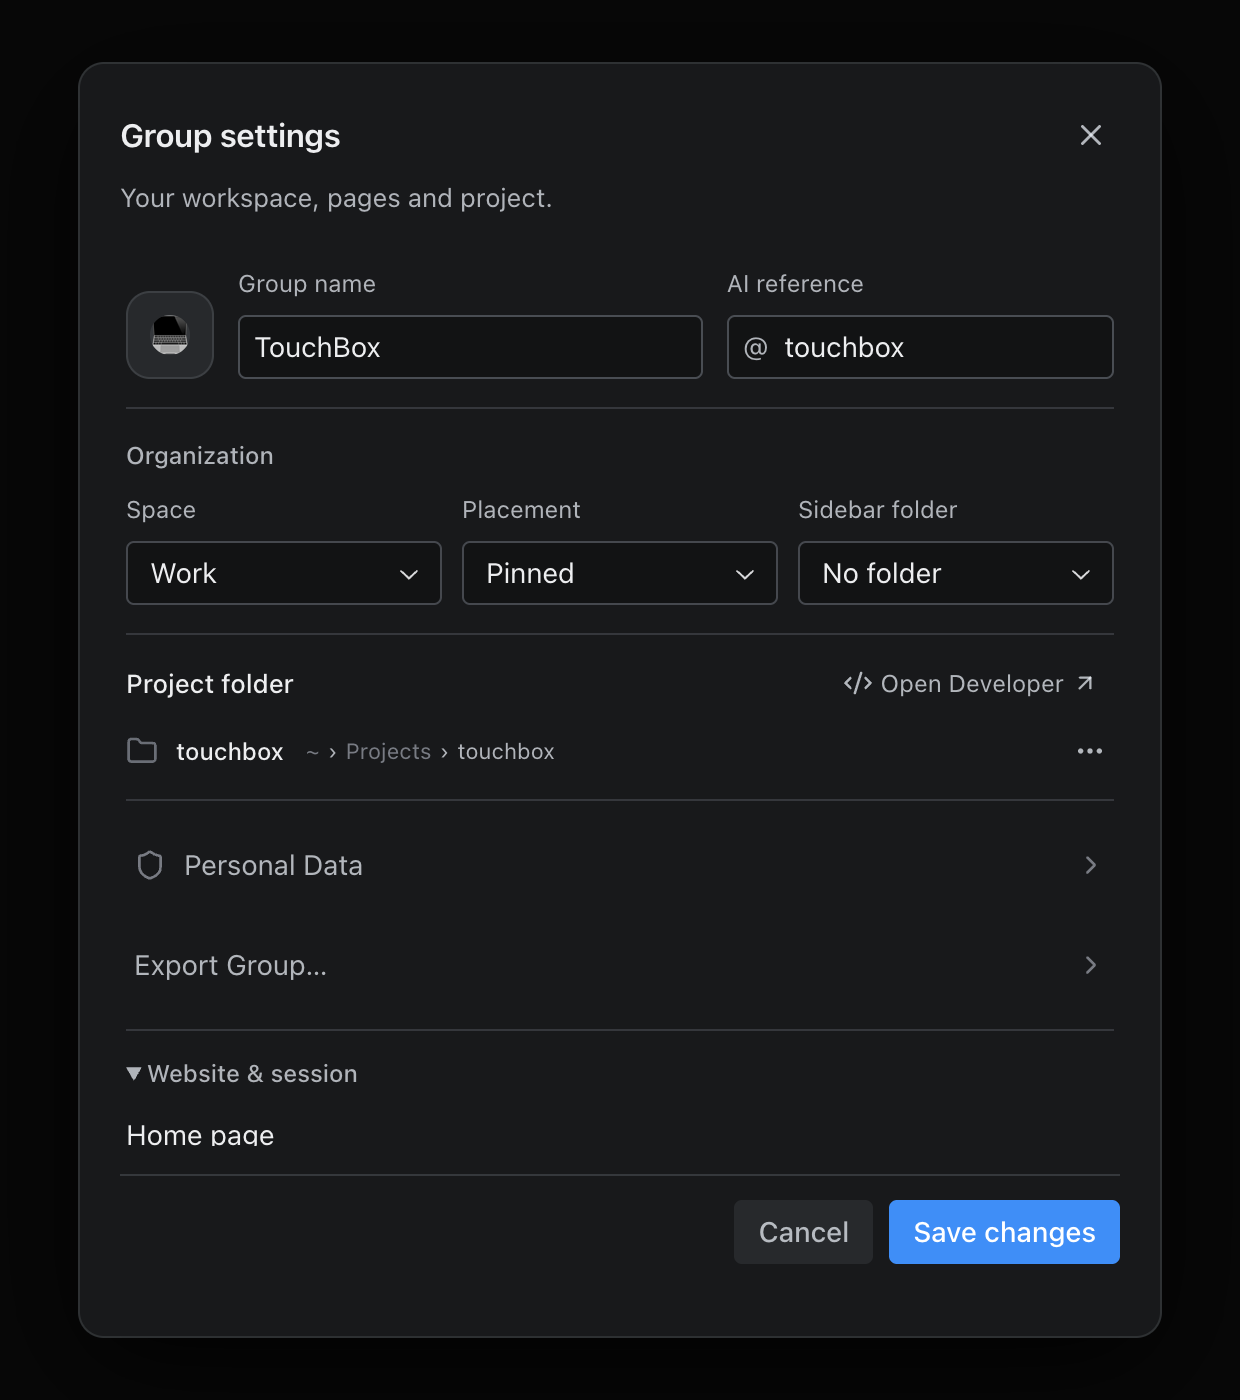 Group settings
Your workspace, pages and project.
Group name
AI reference
TouchBox
@ touchbox
Organization
Space
Placement
Sidebar folder
Work
Pinned
No folder
Project folder
</> Open Developer
touchbox ~ › Projects › touchbox
Personal Data
Export Group...
Website & session
Home page
Cancel
Save changes